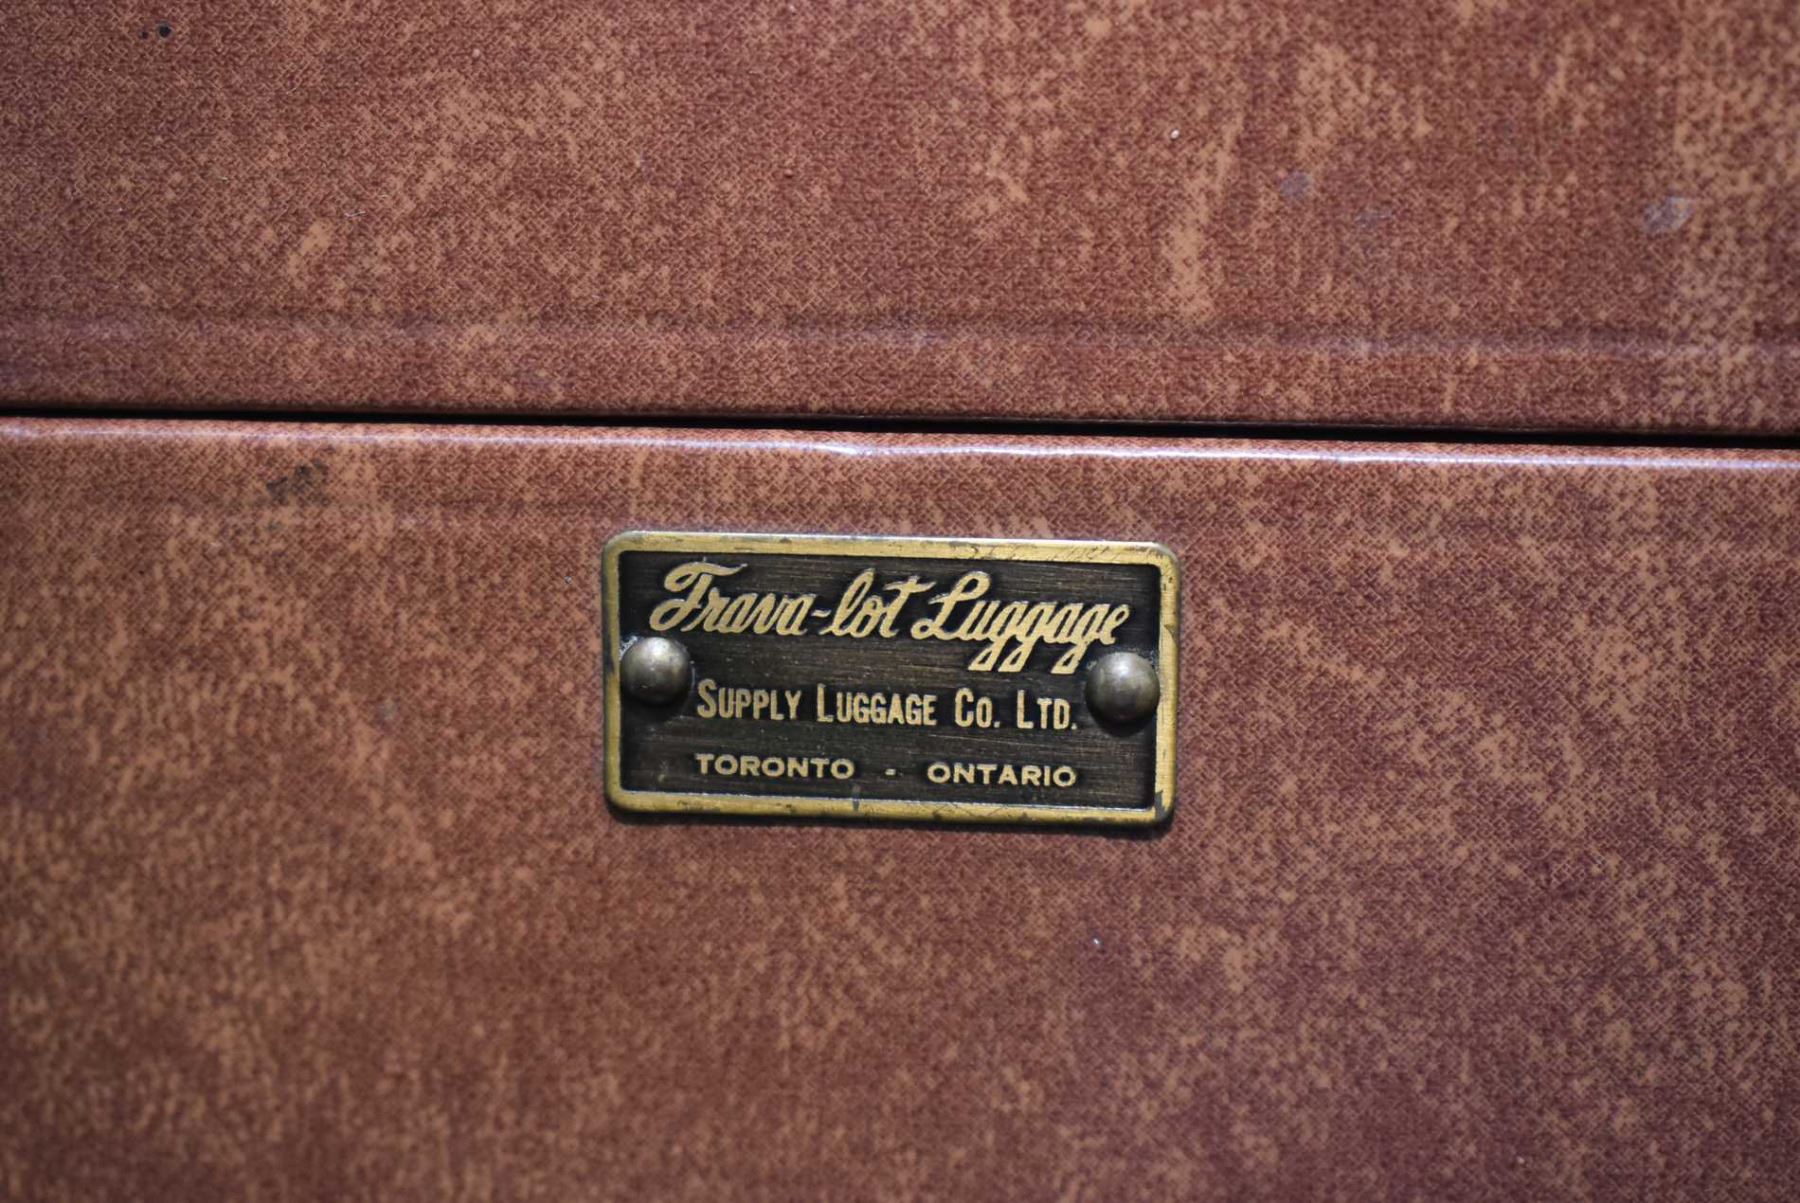 Trava-lot Luggage
SUPPLY LUGGAGE CO. LTD.
TORONTO - ONTARIO